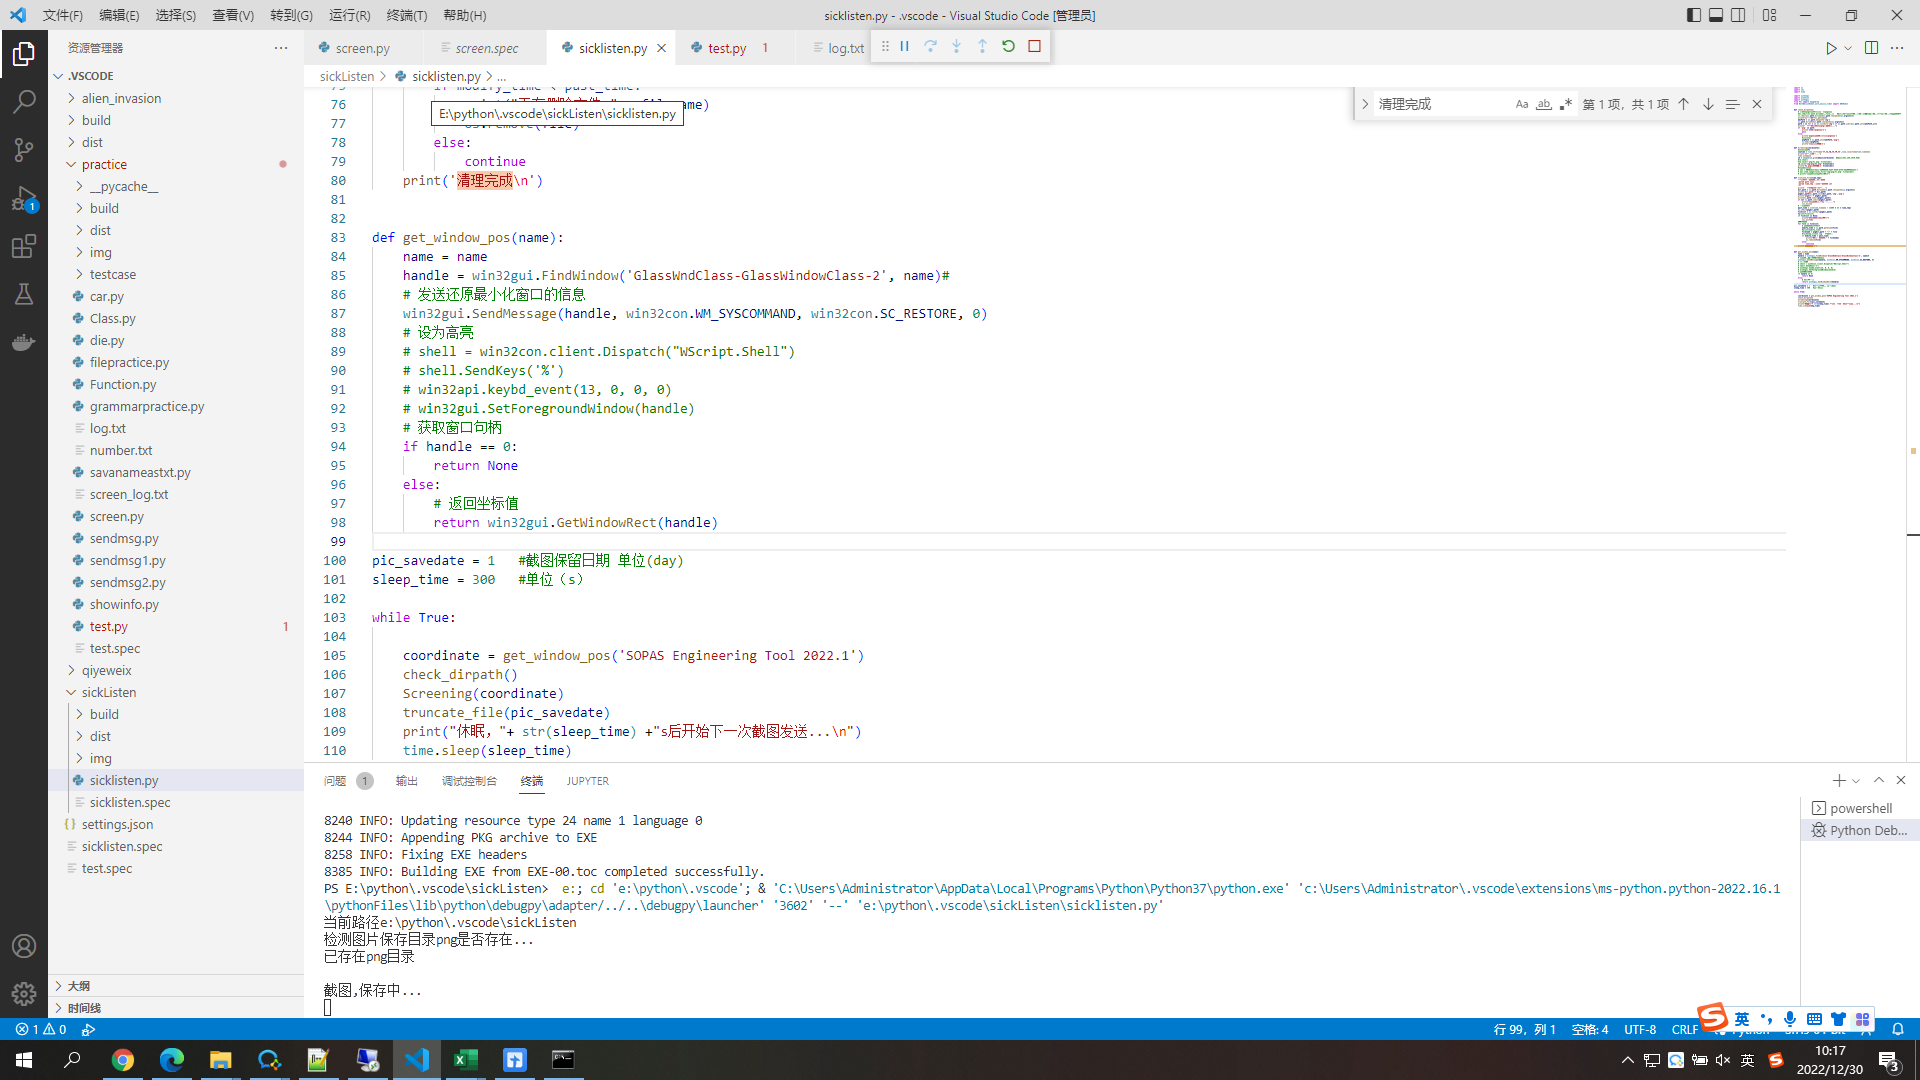 文件(F) 编辑(E) 选择(S) 查看(V) 转到(G) 运行(R) 终端(T) 帮助(H)
sicklisten.py - .vscode - Visual Studio Code [管理员]
资源管理器
screen.py
screen.spec
sicklisten.py
test.py 1
log.txt
sickListen > sicklisten.py > ...
E:\python\.vscode\sickListen\sicklisten.py
清理完成
Aa ab
第 1 项，共 1 项
.VSCODE
alien_invasion
build
dist
practice
__pycache__
build
dist
img
testcase
car.py
Class.py
die.py
filepractice.py
Function.py
grammarpractice.py
log.txt
number.txt
savanameastxt.py
screen_log.txt
screen.py
sendmsg.py
sendmsg1.py
sendmsg2.py
showinfo.py
test.py 1
test.spec
qiyeweix
sickListen
build
dist
img
sicklisten.py
sicklisten.spec
settings.json
sicklisten.spec
test.spec
大纲
时间线
76
77
78 else:
79 continue
80 print('清理完成\n')
81
82
83 def get_window_pos(name):
84 name = name
85 handle = win32gui.FindWindow('GlassWndClass-GlassWindowClass-2', name)#
86 # 发送还原最小化窗口的信息
87 win32gui.SendMessage(handle, win32con.WM_SYSCOMMAND, win32con.SC_RESTORE, 0)
88 # 设为高亮
89 # shell = win32con.client.Dispatch("WScript.Shell")
90 # shell.SendKeys('%')
91 # win32api.keybd_event(13, 0, 0, 0)
92 # win32gui.SetForegroundWindow(handle)
93 # 获取窗口句柄
94 if handle == 0:
95 return None
96 else:
97 # 返回坐标值
98 return win32gui.GetWindowRect(handle)
99
100 pic_savedate = 1 #截图保留日期 单位(day)
101 sleep_time = 300 #单位（s）
102
103 while True:
104
105 coordinate = get_window_pos('SOPAS Engineering Tool 2022.1')
106 check_dirpath()
107 Screening(coordinate)
108 truncate_file(pic_savedate)
109 print("休眠，"+ str(sleep_time) +"s后开始下一次截图发送...\n")
110 time.sleep(sleep_time)
问题 1 输出 调试控制台 终端 JUPYTER
8240 INFO: Updating resource type 24 name 1 language 0
8244 INFO: Appending PKG archive to EXE
8258 INFO: Fixing EXE headers
8385 INFO: Building EXE from EXE-00.toc completed successfully.
PS E:\python\.vscode\sickListen> e:; cd 'e:\python\.vscode'; & 'C:\Users\Administrator\AppData\Local\Programs\Python\Python37\python.exe' 'c:\Users\Administrator\.vscode\extensions\ms-python.python-2022.16.1
\pythonFiles\lib\python\debugpy\adapter/../..\debugpy\launcher' '3602' '--' 'e:\python\.vscode\sickListen\sicklisten.py'
当前路径e:\python\.vscode\sickListen
检测图片保存目录png是否存在...
已存在png目录
截图,保存中...
powershell
Python Deb...
1 0
行 99，列 1 空格: 4 UTF-8 CRLF
英
英
10:17
2022/12/30
3